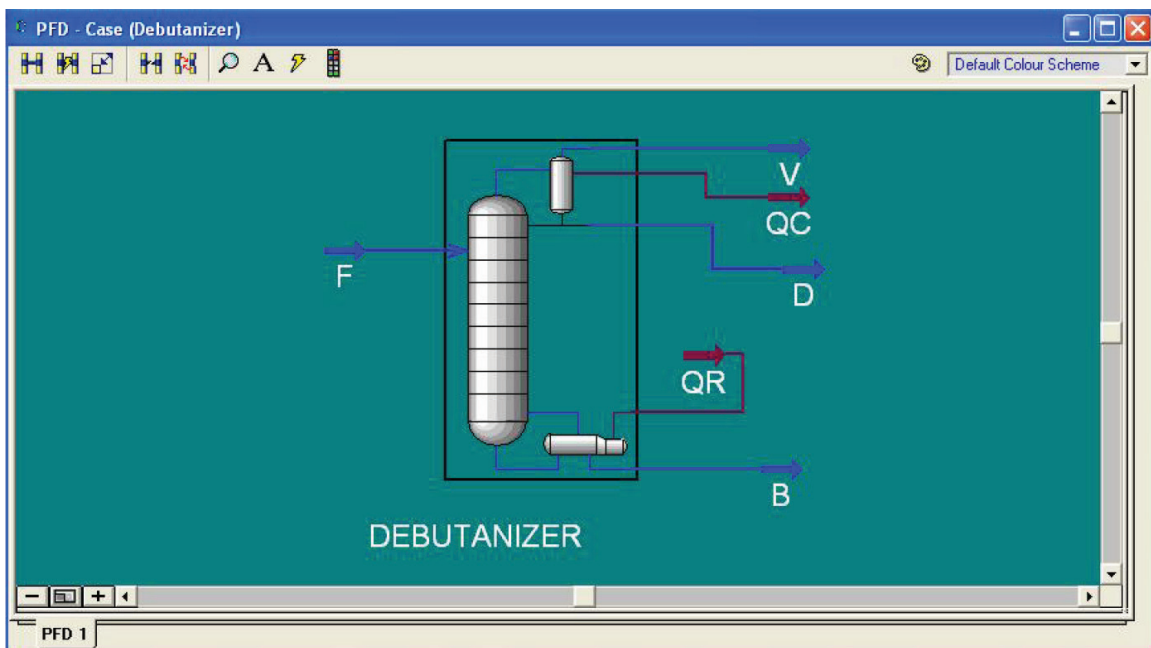 PFD - Case (Debutanizer)
A
Default Colour Scheme
V
QC
F
D
QR
B
DEBUTANIZER
PFD 1